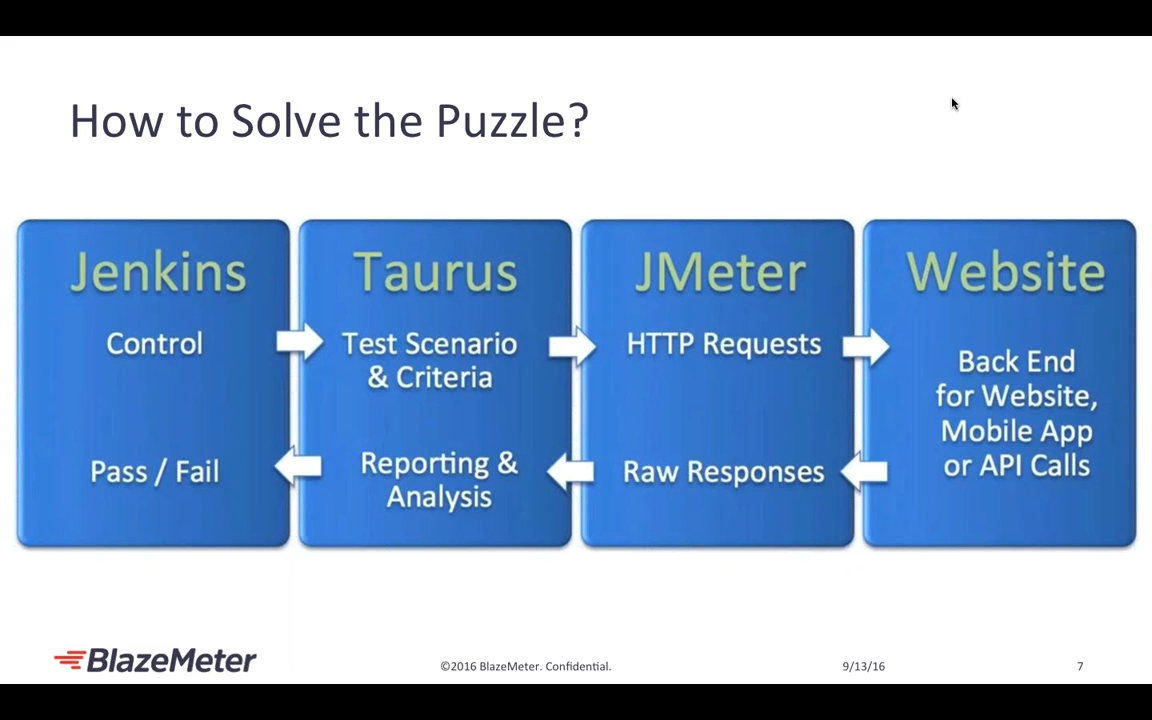 How to Solve the Puzzle?
Jenkins
Control
Pass / Fail
Taurus
Test Scenario
& Criteria
Reporting &
Analysis
JMeter
HTTP Requests
Raw Responses
Website
Back End
for Website,
Mobile App
or API Calls
BlazeMeter
©2016 BlazeMeter. Confidential.
9/13/16
7